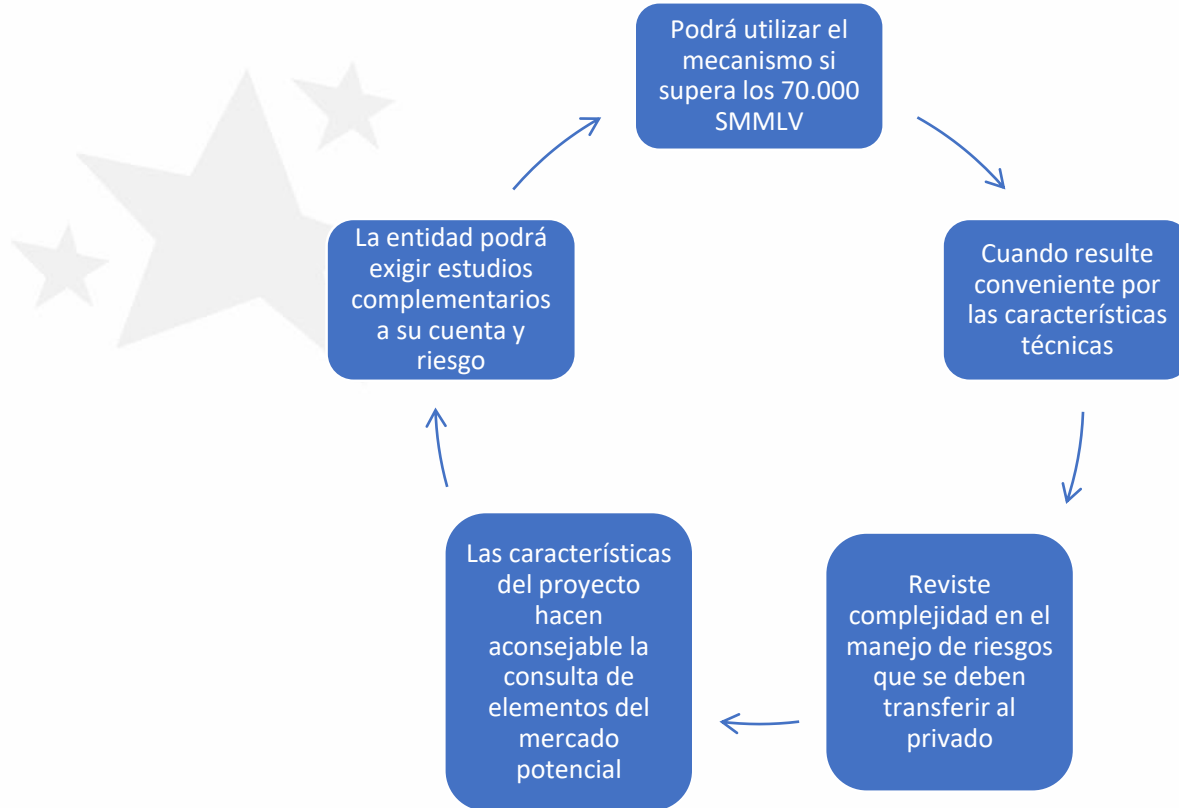 Podrá utilizar el
mecanismo si
supera los 70.000
SMMLV
Cuando resulte
conveniente por
las características
técnicas
Reviste
complejidad en el
manejo de riesgos
que se deben
transferir al
privado
Las características
del proyecto
hacen
aconsejable la
consulta de
elementos del
mercado
potencial
La entidad podrá
exigir estudios
complementarios
a su cuenta y
riesgo